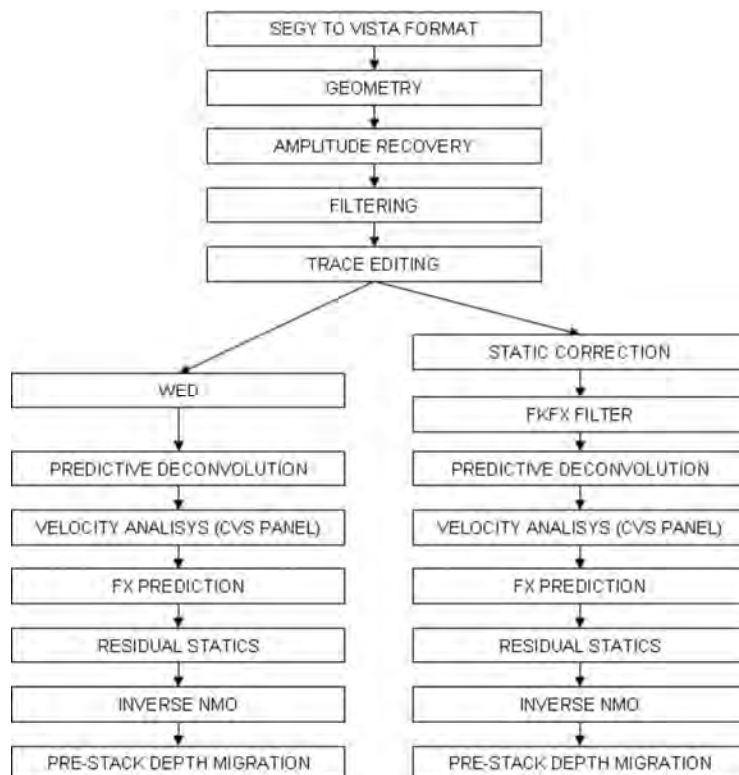 SEGY TO VISTA FORMAT
GEOMETRY
AMPLITUDE RECOVERY
FILTERING
TRACE EDITING
WED
PREDICTIVE DECONVOLUTION
VELOCITY ANALISYS (CVS PANEL)
FX PREDICTION
RESIDUAL STATICS
INVERSE NMO
PRE-STACK DEPTH MIGRATION
STATIC CORRECTION
FKFX FILTER
PREDICTIVE DECONVOLUTION
VELOCITY ANALISYS (CVS PANEL)
FX PREDICTION
RESIDUAL STATICS
INVERSE NMO
PRE-STACK DEPTH MIGRATION